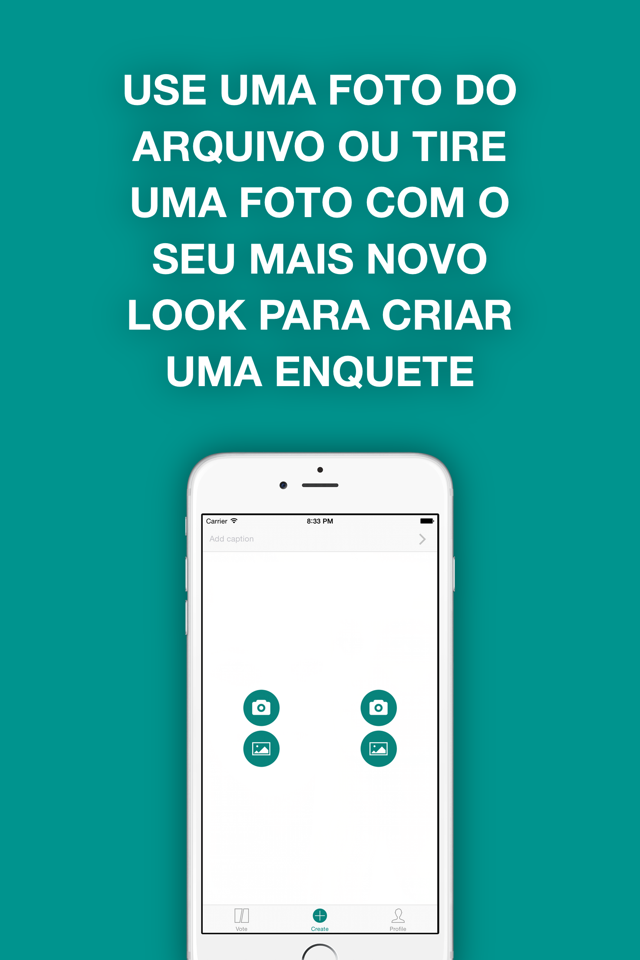 USE UMA FOTO DO
ARQUIVO OU TIRE
UMA FOTO COM O
SEU MAIS NOVO
LOOK PARA CRIAR
UMA ENQUETE
Carrier 8:33 PM
Add caption
Vote Create Profile